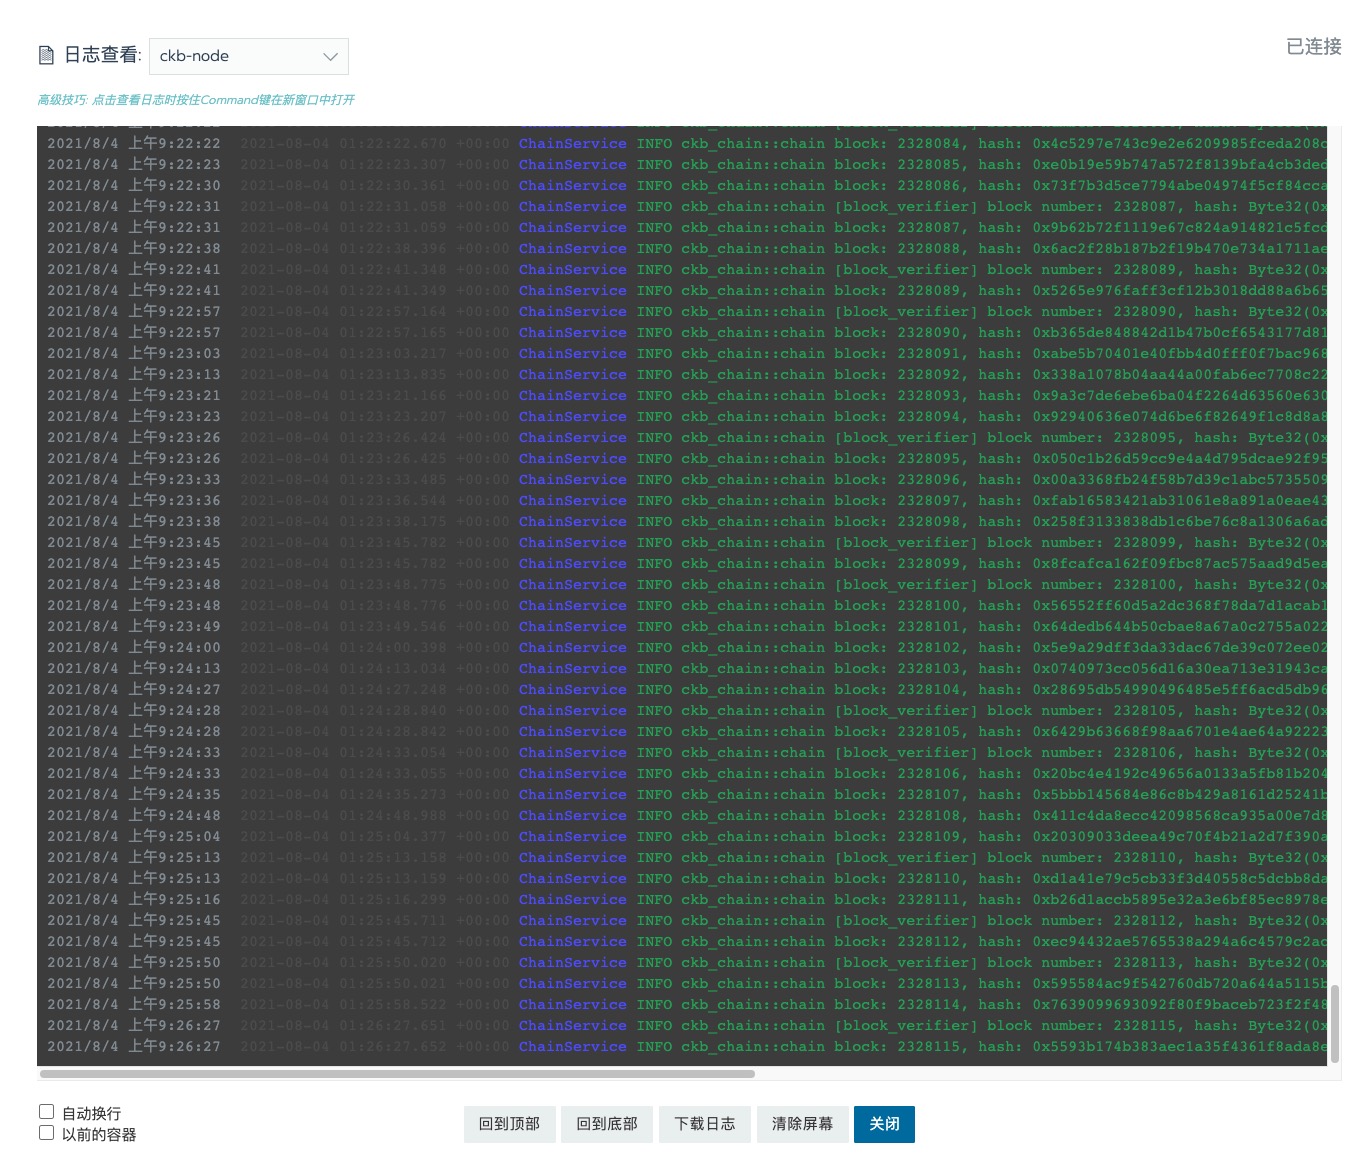 日志查看: ckb-node
已连接
高级技巧: 点击查看日志时按住Command键在新窗口中打开
2021/8/4 上午9:22:22 2021-08-04 01:22:22.670 +00:00 ChainService INFO ckb_chain::chain block: 2328084, hash: 0x4c5297e743c9e2e6209985fceda208c
2021/8/4 上午9:22:23 2021-08-04 01:22:23.307 +00:00 ChainService INFO ckb_chain::chain block: 2328085, hash: 0xe0b19e59b747a572f8139bfa4cb3ded
2021/8/4 上午9:22:30 2021-08-04 01:22:30.361 +00:00 ChainService INFO ckb_chain::chain block: 2328086, hash: 0x73f7b3d5ce7794abe04974f5cf84cca
2021/8/4 上午9:22:31 2021-08-04 01:22:31.058 +00:00 ChainService INFO ckb_chain::chain [block_verifier] block number: 2328087, hash: Byte32(0x
2021/8/4 上午9:22:31 2021-08-04 01:22:31.059 +00:00 ChainService INFO ckb_chain::chain block: 2328087, hash: 0x9b62b72f1119e67c824a914821c5fcd
2021/8/4 上午9:22:38 2021-08-04 01:22:38.396 +00:00 ChainService INFO ckb_chain::chain block: 2328088, hash: 0x6ac2f28b187b2f19b470e734a1711ae
2021/8/4 上午9:22:41 2021-08-04 01:22:41.348 +00:00 ChainService INFO ckb_chain::chain [block_verifier] block number: 2328089, hash: Byte32(0x
2021/8/4 上午9:22:41 2021-08-04 01:22:41.349 +00:00 ChainService INFO ckb_chain::chain block: 2328089, hash: 0x5265e976faff3cf12b3018dd88a6b65
2021/8/4 上午9:22:57 2021-08-04 01:22:57.164 +00:00 ChainService INFO ckb_chain::chain [block_verifier] block number: 2328090, hash: Byte32(0x
2021/8/4 上午9:22:57 2021-08-04 01:22:57.165 +00:00 ChainService INFO ckb_chain::chain block: 2328090, hash: 0xb365de848842d1b47b0cf6543177d81
2021/8/4 上午9:23:03 2021-08-04 01:23:03.217 +00:00 ChainService INFO ckb_chain::chain block: 2328091, hash: 0xabe5b70401e40fbb4d0fff0f7bac968
2021/8/4 上午9:23:13 2021-08-04 01:23:13.835 +00:00 ChainService INFO ckb_chain::chain block: 2328092, hash: 0x338a1078b04aa44a00fab6ec7708c22
2021/8/4 上午9:23:21 2021-08-04 01:23:21.266 +00:00 ChainService INFO ckb_chain::chain block: 2328093, hash: 0x9a3c7de6ebe6ba04f2264d63560e630
2021/8/4 上午9:23:23 2021-08-04 ChainService INFO ckb_chain::chain block: 2328094, hash: 0x92940636e074d6be6f82649f1c8d8a8
2021/8/4 上午9:23:26 2021-08-04 01:23:26.424 +00:00 ChainService INFO ckb_chain::chain [block_verifier] block number: 2328095, hash: Byte32(0x
2021/8/4 上午9:23:26 2021-08-04 01:23:26.425 +00:00 ChainService INFO ckb_chain::chain block: 2328095, hash: 0x050c1b26d59cc9e4a4d795dcae92f95
2021/8/4 上午9:23:33 2021-08-04 01:23:33.485 +00:00 ChainService INFO ckb_chain::chain block: 2328096, hash: 0x00a3368fb24f58b7d39c1abc5735509
2021/8/4 上午9:23:36 2021-08-04 01:23:36.544 +00:00 ChainService INFO ckb_chain::chain block: 2328097, hash: 0xfab16583421ab31061e8a891a0eae43
2021/8/4 上午9:23:38 2021-08-04 01:23:38.175 +00:00 ChainService INFO ckb_chain::chain block: 2328098, hash: 0x258f3133838db1c6be76c8a1306a6ad
2021/8/4 上午9:23:45 2021-08-04 01:23:45.782 +00:00 ChainService INFO ckb_chain::chain [block_verifier] block number: 2328099, hash: Byte32(0x
2021/8/4 上午9:23:45 2021-08-04 01:23:45.782 +00:00 ChainService INFO ckb_chain::chain block: 2328099, hash: 0x8fcafca162f09fbc87ac575aad9d5ea
2021/8/4 上午9:23:48 2021-08-04 01:23:48.775 +00:00 ChainService INFO ckb_chain::chain [block_verifier] block number: 2328100, hash: Byte32(0x
2021/8/4 上午9:23:48 2021-08-04 01:23:48.776 +00:00 ChainService INFO ckb_chain::chain block: 2328100, hash: 0x56552ff60d5a2dc368f78da7d1acab1
2021/8/4 上午9:23:49 2021-08-04 01:23:49.546 +00:00 ChainService INFO ckb_chain::chain block: 2328101, hash: 0x64dedb644b50cbae8a67a0c2755a022
2021/8/4 上午9:24:00 2021-08-04 01:24:00.398 +00:00 ChainService INFO ckb_chain::chain block: 2328102, hash: 0x5e9a29dff3da33dac67de39c072ee02
2021/8/4 上午9:24:13 2021-08-04 01:24:13.034 +00:00 ChainService INFO ckb_chain::chain block: 2328103, hash: 0x0740973cc056d16a30ea713e31943ca
2021/8/4 上午9:24:27 2021-08-04 01:24:27.248 +00:00 ChainService INFO ckb_chain::chain block: 2328104, hash: 0x28695db54990496485e5ff6acd5db96
2021/8/4 上午9:24:28 2021-08-04 01:24:28.840 +00:00 ChainService INFO ckb_chain::chain [block_verifier] block number: 2328105, hash: Byte32(0x
2021/8/4 上午9:24:28 2021-08-04 01:24:28.842 +00:00 ChainService INFO ckb_chain::chain block: 2328105, hash: 0x6429b63668f98aa6701e4ae64a92223
2021/8/4 上午9:24:33 2021-08-04 01:24:33.054 +00:00 ChainService INFO ckb_chain::chain [block_verifier] block number: 2328106, hash: Byte32(0x
2021/8/4 上午9:24:33 2021-08-04 01:24:33.055 +00:00 ChainService INFO ckb_chain::chain block: 2328106, hash: 0x20bc4e4192c49656a0133a5fb81b204
2021/8/4 上午9:24:35 2021-08-04 01:24:35.273 +00:00 ChainService INFO ckb_chain::chain block: 2328107, hash: 0x5bbb145684e86c8b429a8161d25241b
2021/8/4 上午9:24:48 2021-08-04 01:24:48.988 +00:00 ChainService INFO ckb_chain::chain block: 2328108, hash: 0x411c4da8ecc42098568ca935a00e7d8
2021/8/4 上午9:25:04 2021-08-04 01:25:04.377 +00:00 ChainService INFO ckb_chain::chain block: 2328109, hash: 0x20309033deea49c70f4b21a2d7f390a
2021/8/4 上午9:25:13 2021-08-04 01:25:13.158 +00:00 ChainService INFO ckb_chain::chain [block_verifier] block number: 2328110, hash: Byte32(0x
2021/8/4 上午9:25:13 2021-08-04 01:25:13.159 +00:00 ChainService INFO ckb_chain::chain block: 2328110, hash: 0xd1a41e79c5cb33f3d40558c5dcbb8da
2021/8/4 上午9:25:16 2021-08-04 01:25:16.299 +00:00 ChainService INFO ckb_chain::chain block: 2328111, hash: 0xb26d1accb5895e32a3e6bf85ec8978e
2021/8/4 上午9:25:45 2021-08-04 01:25:45.711 +00:00 ChainService INFO ckb_chain::chain [block_verifier] block number: 2328112, hash: Byte32(0x
2021/8/4 上午9:25:45 2021-08-04 01:25:45.712 +00:00 ChainService INFO ckb_chain::chain block: 2328112, hash: 0xec94432ae5765538a294a6c4579c2ac
2021/8/4 上午9:25:50 2021-08-04 01:25:50.020 +00:00 ChainService INFO ckb_chain::chain [block_verifier] block number: 2328113, hash: Byte32(0x
2021/8/4 上午9:25:50 2021-08-04 01:25:50.021 +00:00 ChainService INFO ckb_chain::chain block: 2328113, hash: 0x595584ac9f542760db720a644a5115b
2021/8/4 上午9:25:58 2021-08-04 01:25:58.522 +00:00 ChainService INFO ckb_chain::chain block: 2328114, hash: 0x7639099693092f80f9baceb723f2f48
2021/8/4 上午9:26:27 2021-08-04 01:26:27.651 +00:00 ChainService INFO ckb_chain::chain [block_verifier] block number: 2328115, hash: Byte32(0x
2021/8/4 上午9:26:27 2021-08-04 01:26:27.652 +00:00 ChainService INFO ckb_chain::chain block: 2328115, hash: 0x5593b174b383aec1a35f4361f8ada8e
自动换行
以前的容器
回到顶部 回到底部 下载日志 清除屏幕 关闭